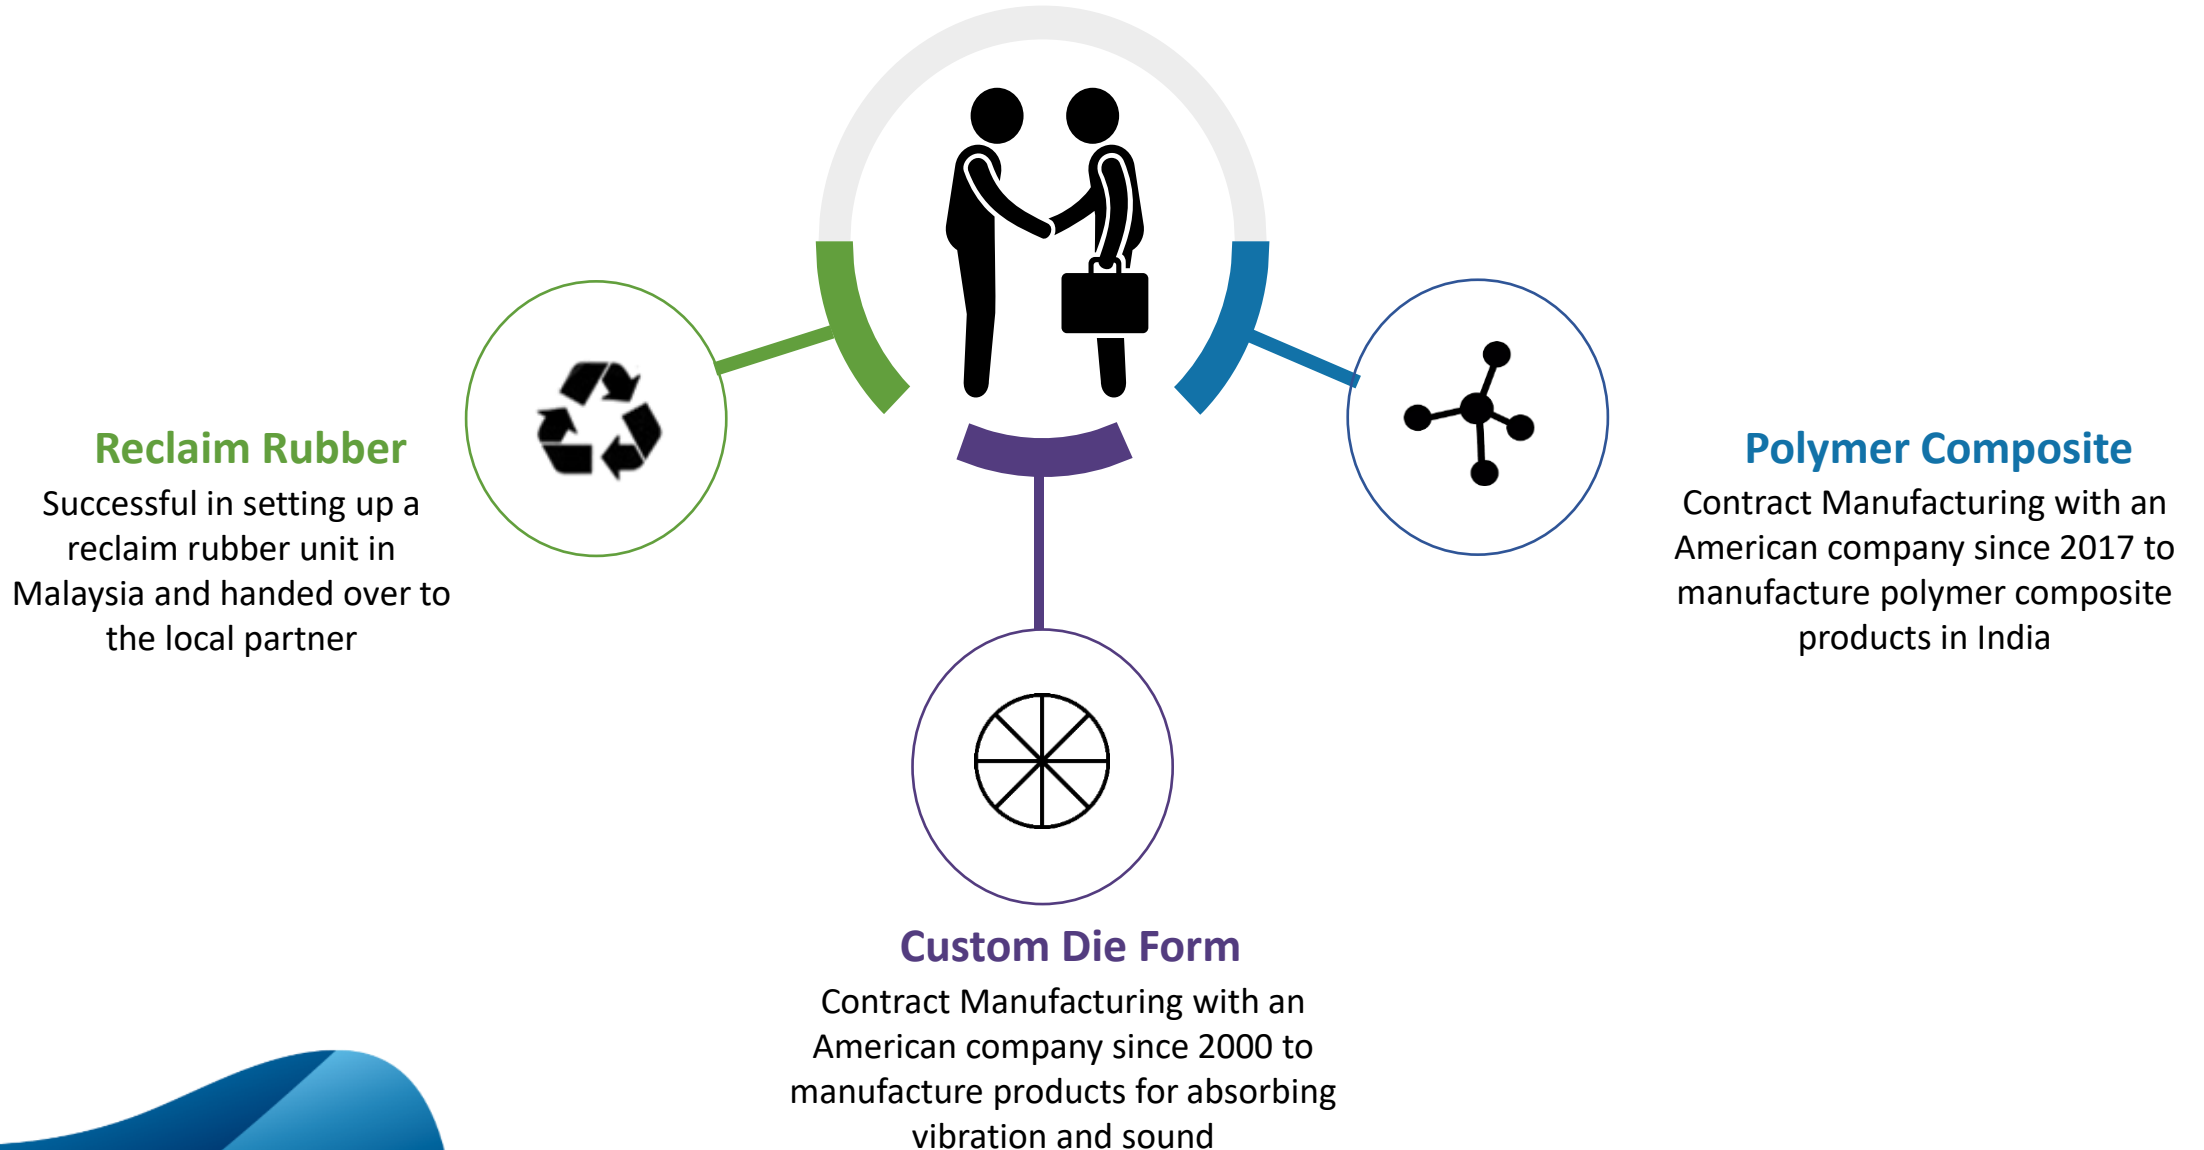 Reclaim Rubber
Successful in setting up a
reclaim rubber unit in
Malaysia and handed over to
the local partner
Custom Die Form
Contract Manufacturing with an
American company since 2000 to
manufacture products for absorbing
vibration and sound
Polymer Composite
Contract Manufacturing with an
American company since 2017 to
manufacture polymer composite
products in India